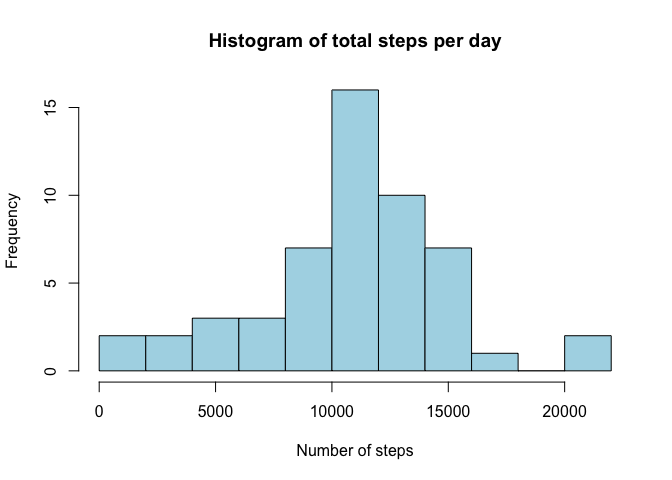 Histogram of total steps per day
15
10
5
0
Frequency
0 5000 10000 15000 20000
Number of steps